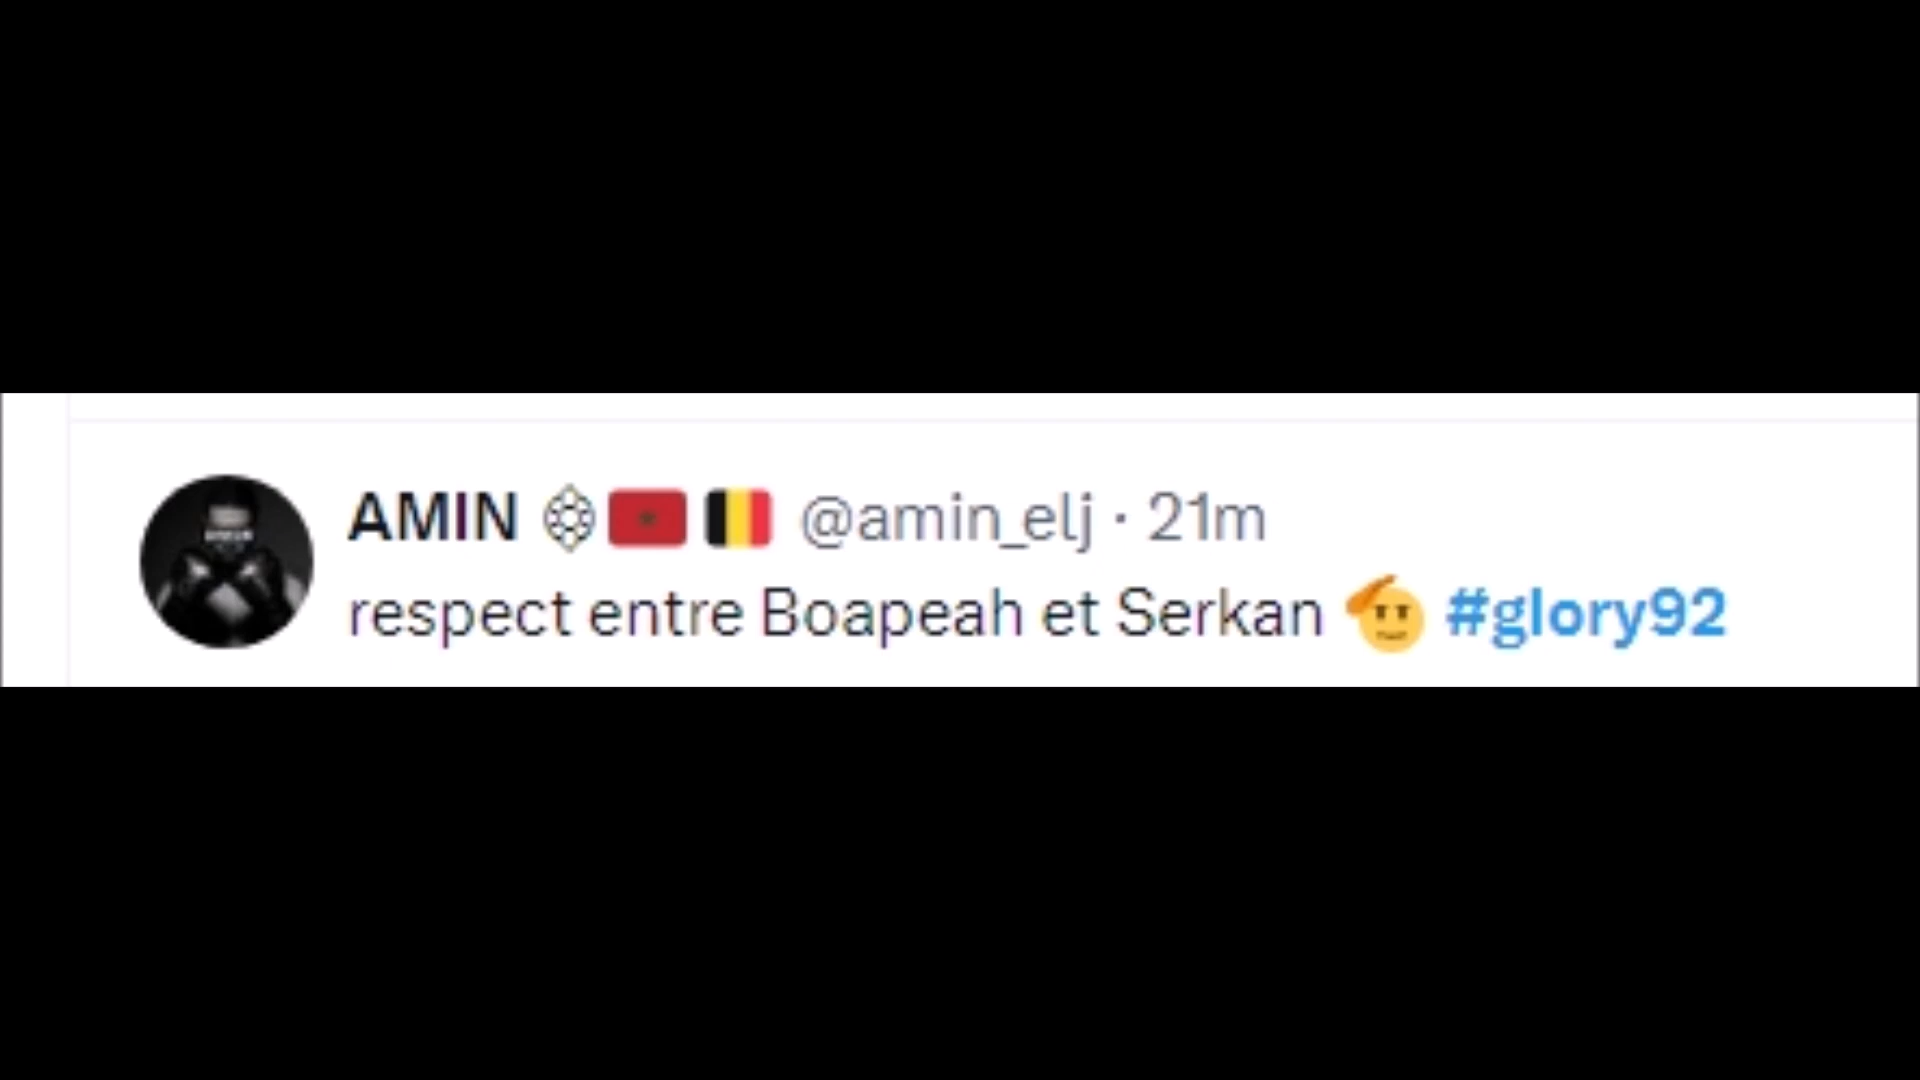 AMIN 🇲🇦 🇧🇪 @amin_elj · 21m
respect entre Boapeah et Serkan 🫡 #glory92